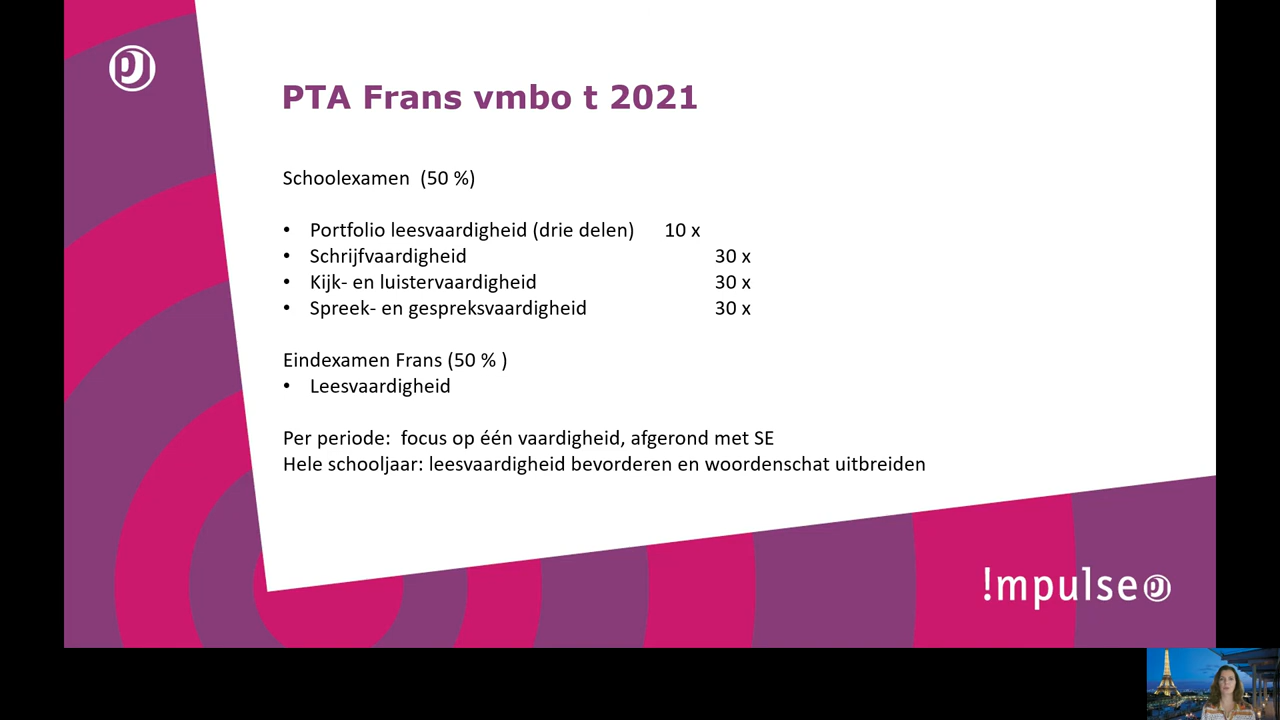 PTA Frans vmbo t 2021
Schoolexamen (50 %)
• Portfolio leesvaardigheid (drie delen) 10 x
• Schrijfvaardigheid 30 x
• Kijk- en luistervaardigheid 30 x
• Spreek- en gespreksvaardigheid 30 x
Eindexamen Frans (50 % )
• Leesvaardigheid
Per periode: focus op één vaardigheid, afgerond met SE
Hele schooljaar: leesvaardigheid bevorderen en woordenschat uitbreiden
!mpulse